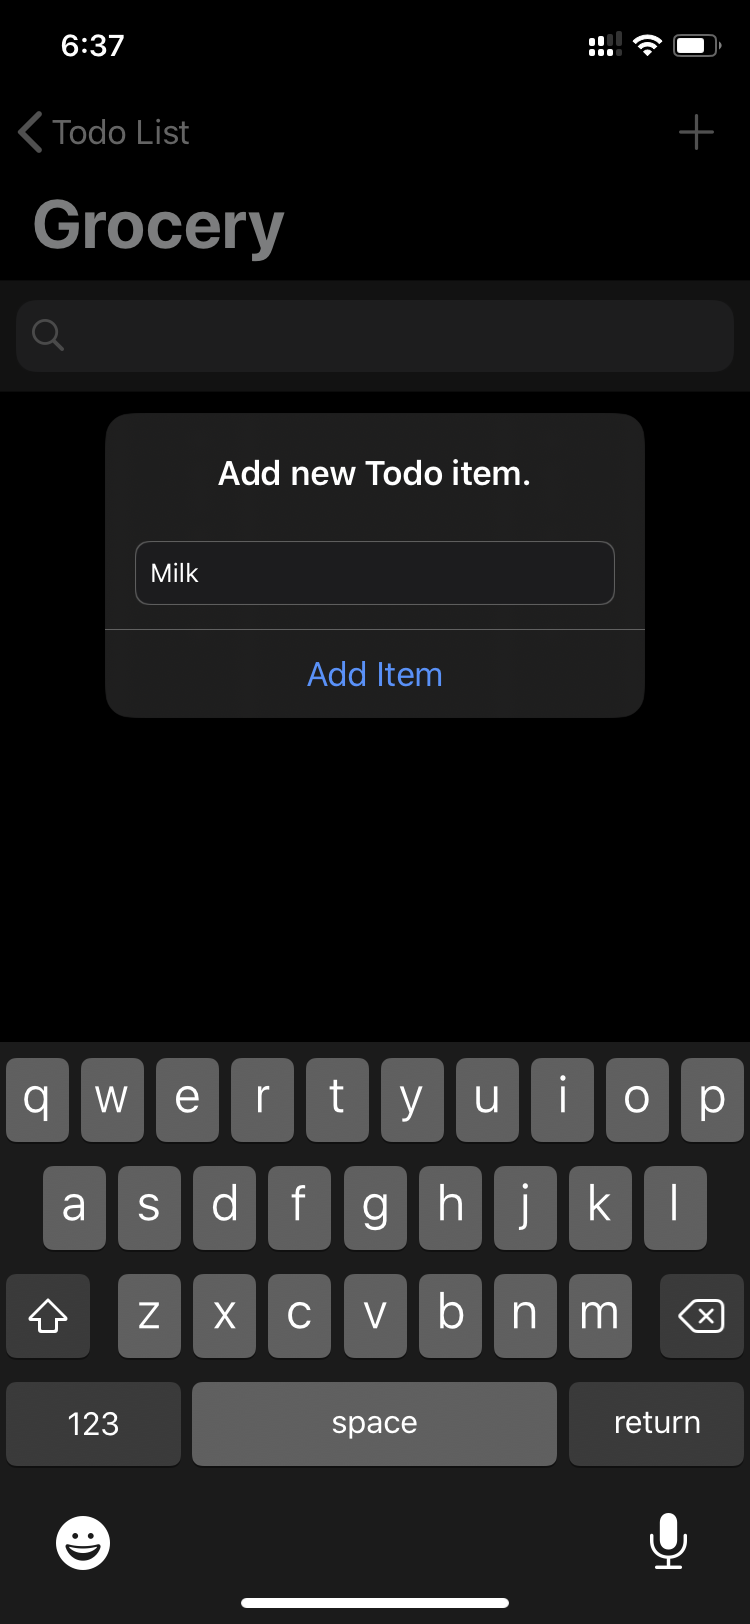 6:37
Todo List
Grocery
Add new Todo item.
Milk
Add Item
q w e r t y u i o p
a s d f g h j k l
z x c v b n m
123 space return